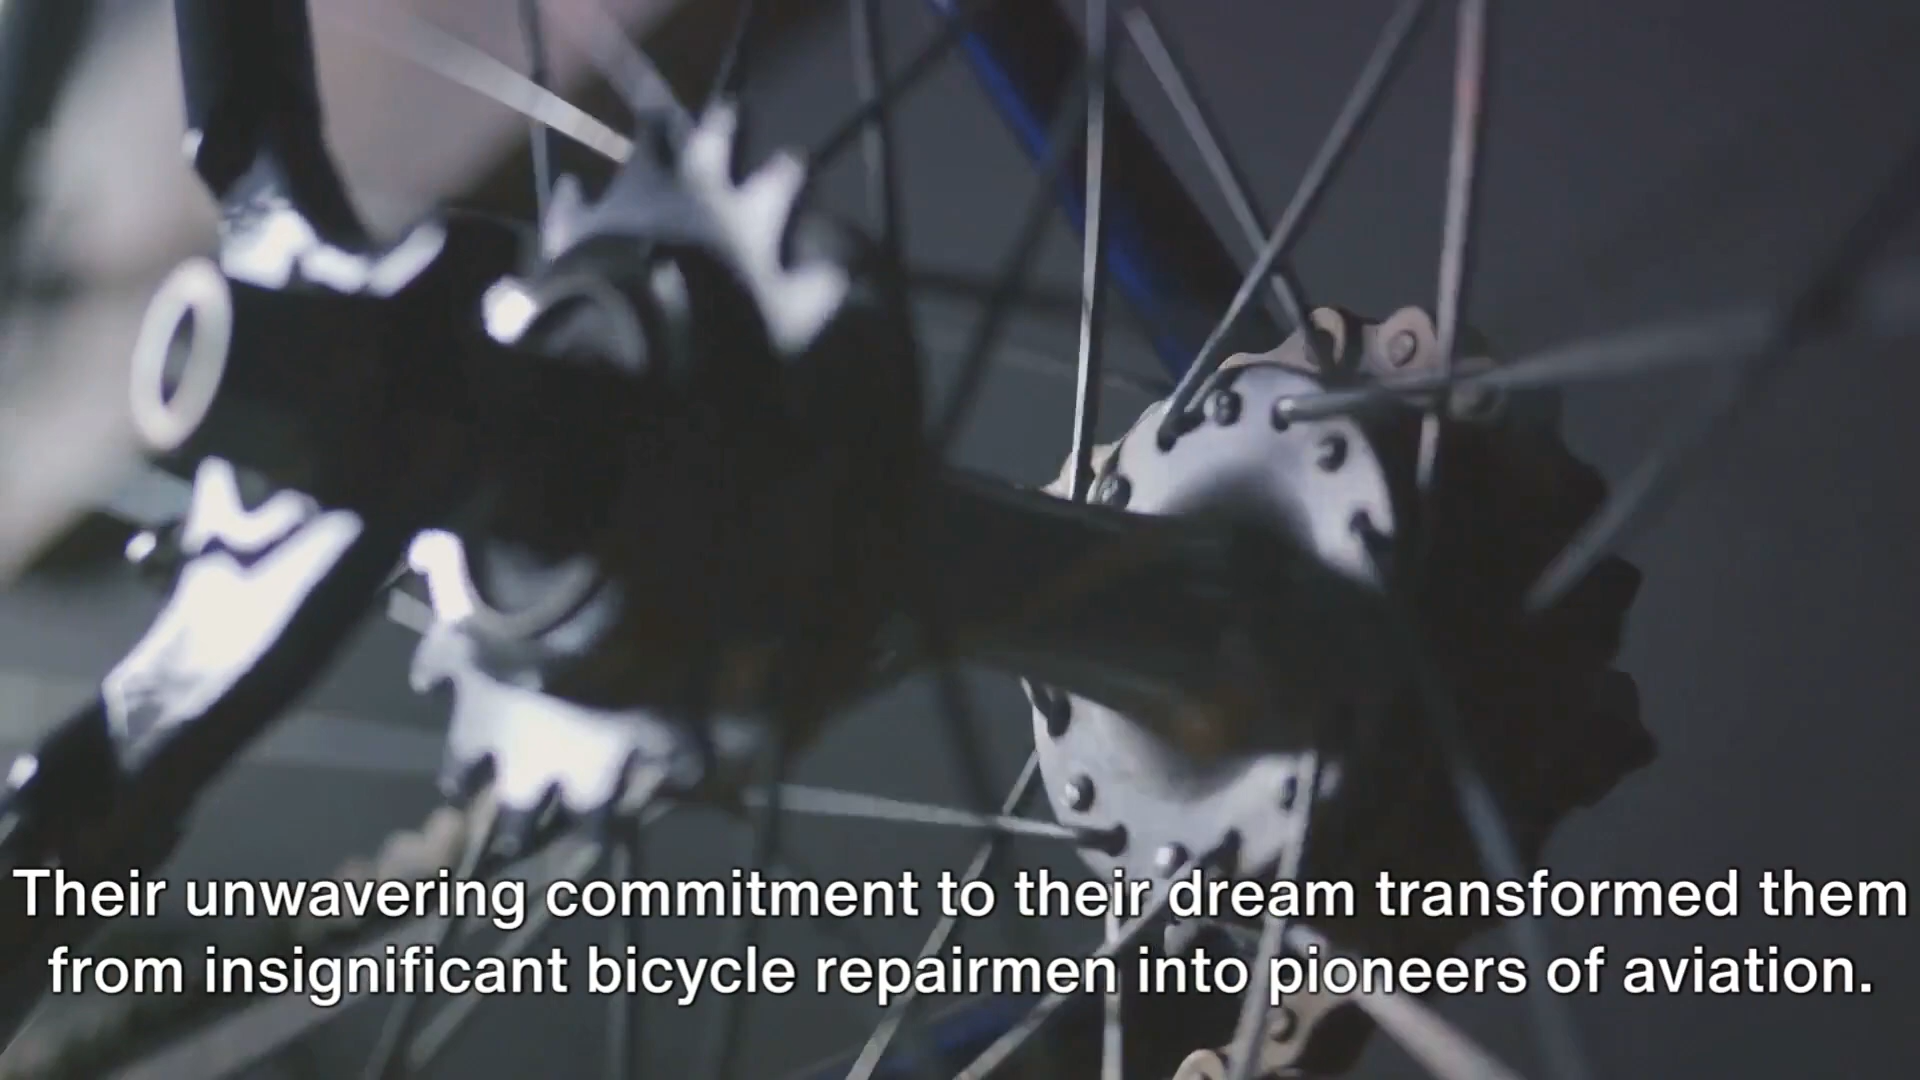 Their unwavering commitment to their dream transformed them
from insignificant bicycle repairmen into pioneers of aviation.